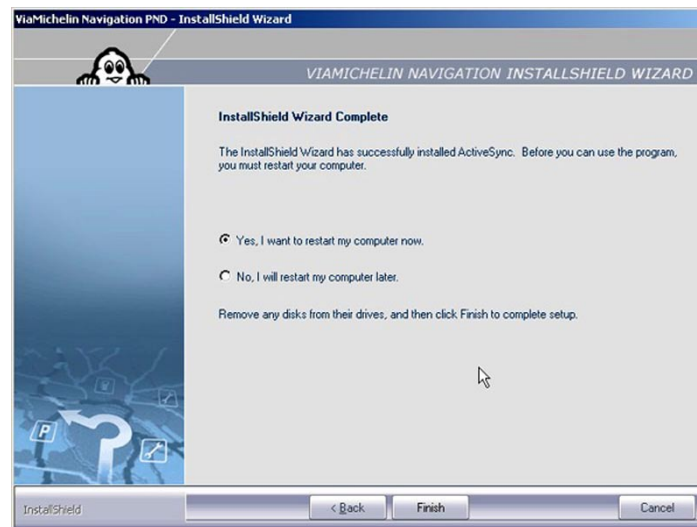 ViaMichelin Navigation PND - InstallShield Wizard
VIAMICHELIN NAVIGATION INSTALLSHIELD WIZARD
InstallShield Wizard Complete
The InstallShield Wizard has successfully installed ActiveSync. Before you can use the program,
you must restart your computer.
Yes, I want to restart my computer now.
No, I will restart my computer later.
Remove any disks from their drives, and then click Finish to complete setup.
P
InstallShield
< Back
Finish
Cancel